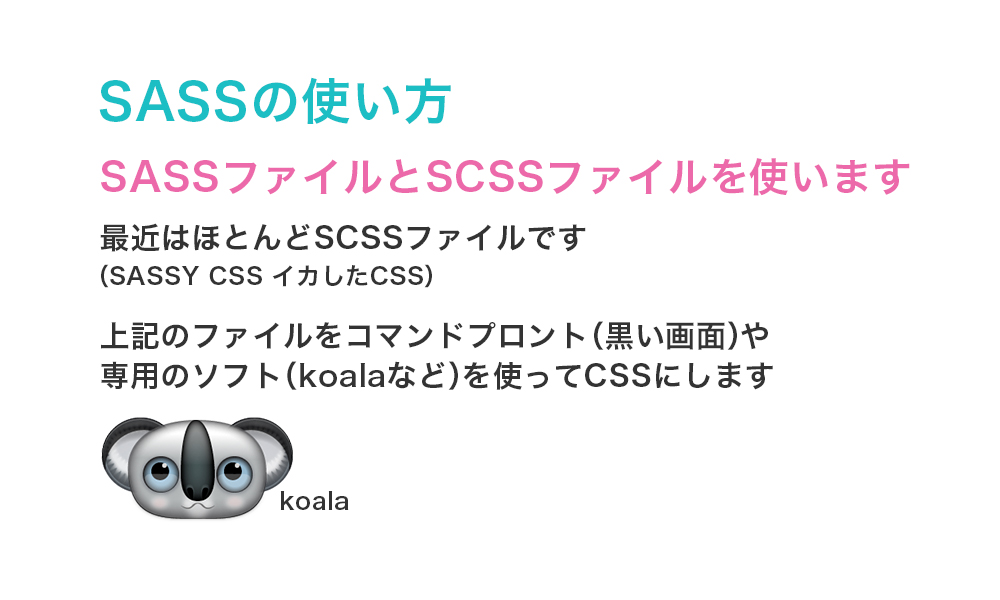 SASSの使い方
SASSファイルとSCSSファイルを使います
最近はほとんどSCSSファイルです
(SASSY CSS イカしたCSS)
上記のファイルをコマンドプロント(黒い画面)や
専用のソフト(koalaなど)を使ってCSSにします
koala